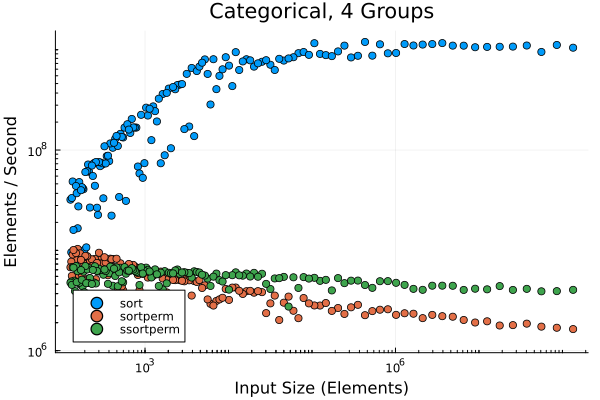 Categorical, 4 Groups
Elements / Second
10^8
10^6
sort
sortperm
ssortperm
10^3
10^6
Input Size (Elements)